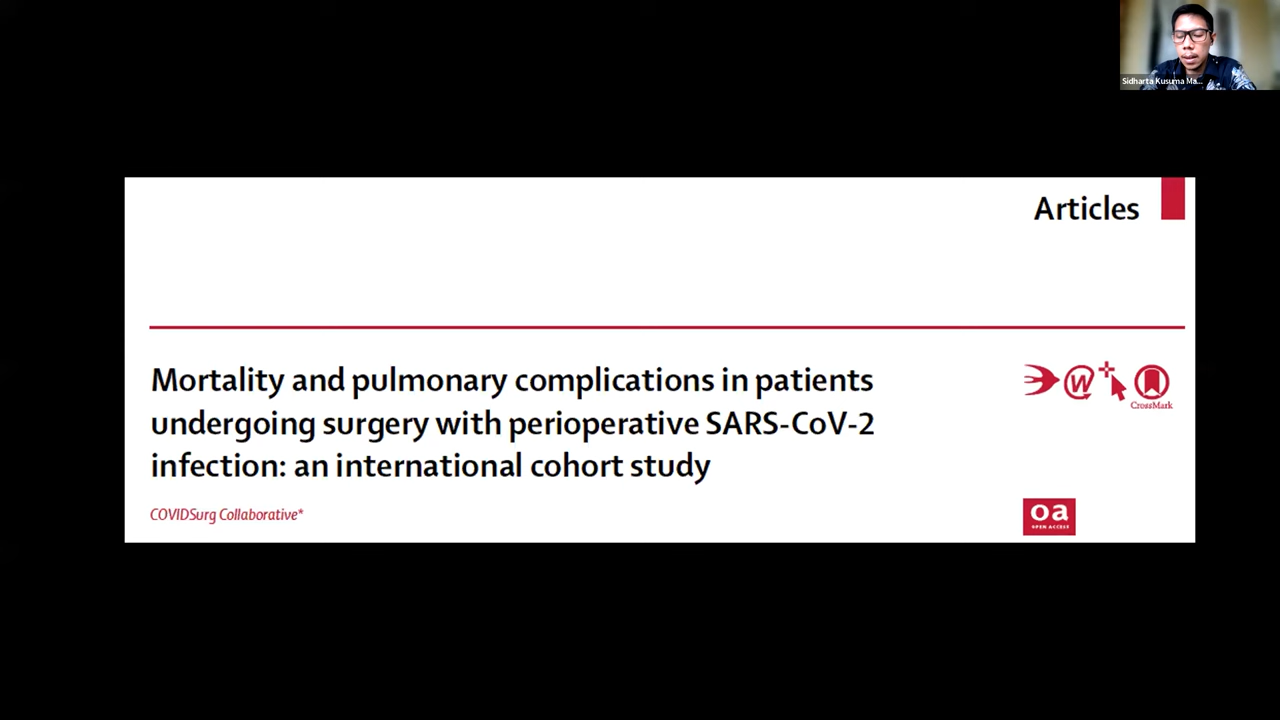 Sidharta Kusuma Ma...
Articles
Mortality and pulmonary complications in patients
undergoing surgery with perioperative SARS-CoV-2
infection: an international cohort study
W
CrossMark
COVIDSurg Collaborative*
oa
OPEN ACCESS